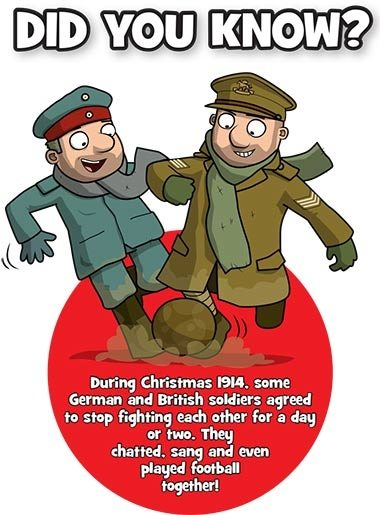 DID YOU KNOW?
During Christmas 1914, some
German and British soldiers agreed
to stop fighting each other for a day
or two. They
chatted, sang and even
played football
together!